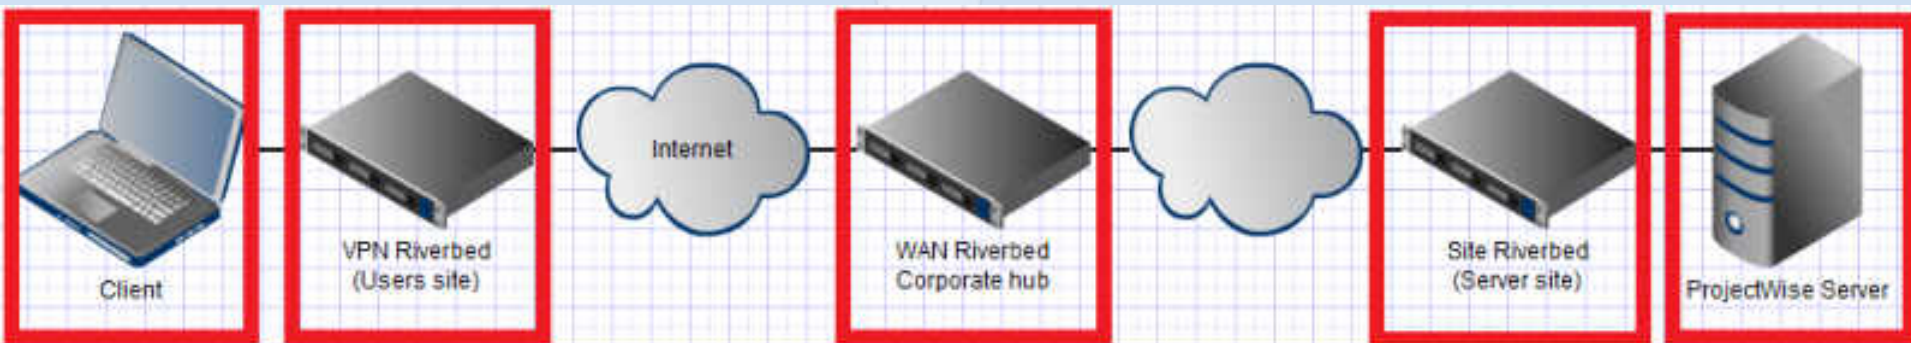 Client
VPN Riverbed
(Users site)
Internet
WAN Riverbed
Corporate hub
Site Riverbed
(Server site)
ProjectWise Server